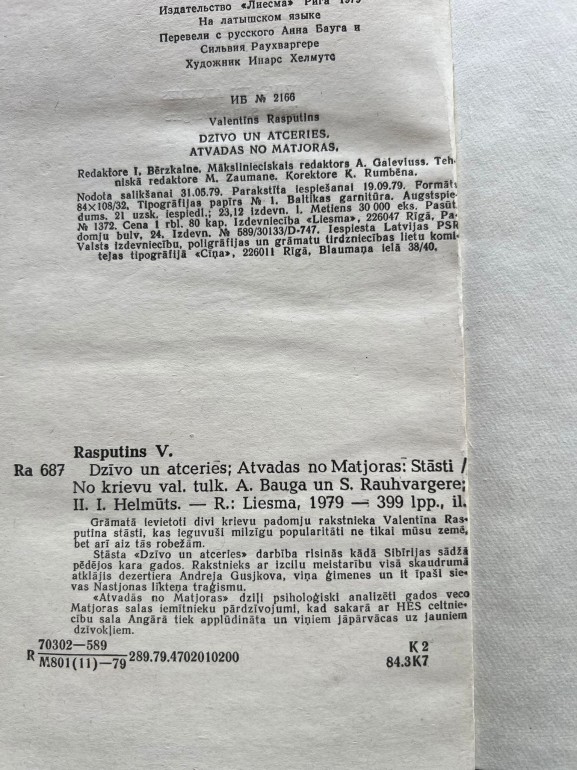 Издательство «Лиесма» Рига 1979
На латышском языке
Перевели с русского Анна Бауга и
Сильвия Раухваргере
Художник Инарс Хелмутс
ИБ № 2166
Valentīns Rasputins
DZĪVO UN ATCERIES.
ATVADAS NO MATJORAS.
Redaktore I. Bērzkalne. Mākslinieciskais redaktors A. Galeviuss. Teh-
niskā redaktore M. Zaumane. Korektore K. Rumbēna.
Nodota salikšanai 31.05.79. Parakstīta iespiešanai 19.09.79. Formāts
84×108/32. Tipogrāfijas papīrs № 1. Baltikas garnitūra. Augstspie-
dums. 21 uzsk. iespiedl.; 23,12 izdevn. l. Metiens 30 000 eks. Pasūt.
№ 1372. Cena 1 rbl. 80 kap. Izdevniecība «Liesma», 226047 Rīgā, Pa-
domju bulv. 24. Izdevn. № 589/30133/D-747. Iespiesta Latvijas PSR
Valsts izdevniecību, poligrāfijas un grāmatu tirdzniecības lietu komi-
tejas tipogrāfijā «Cīņa», 226011 Rīgā, Blaumaņa ielā 38/40.
Rasputins V.
Ra 687 Dzīvo un atceries; Atvadas no Matjoras: Stāsti /
No krievu val. tulk. A. Bauga un S. Rauhvargere;
Il. I. Helmūts. — R.: Liesma, 1979 — 399 lpp., il.
Grāmatā ievietoti divi krievu padomju rakstnieka Valentīna Ras-
putina stāsti, kas ieguvuši milzīgu popularitāti ne tikai mūsu zemē,
bet arī aiz tās robežām.
Stāsta «Dzīvo un atceries» darbība risinās kādā Sibīrijas sādžā
pēdējos kara gados. Rakstnieks ar izcilu meistarību visā skaudrumā
atklājis dezertiera Andreja Gusjkova, viņa ģimenes un it īpaši sie-
vas Nastjonas likteņa traģismu.
«Atvadās no Matjoras» dziļi psiholoģiski analizēti gados veco
Matjoras salas iemītnieku pārdzīvojumi, kad sakarā ar HES celtnie-
cību sala Angārā tiek applūdināta un viņiem jāpārvācas uz jauniem
dzīvokļiem.
R 70302—589
M801(11)—79 289.79.4702010200
K 2
84.3K7